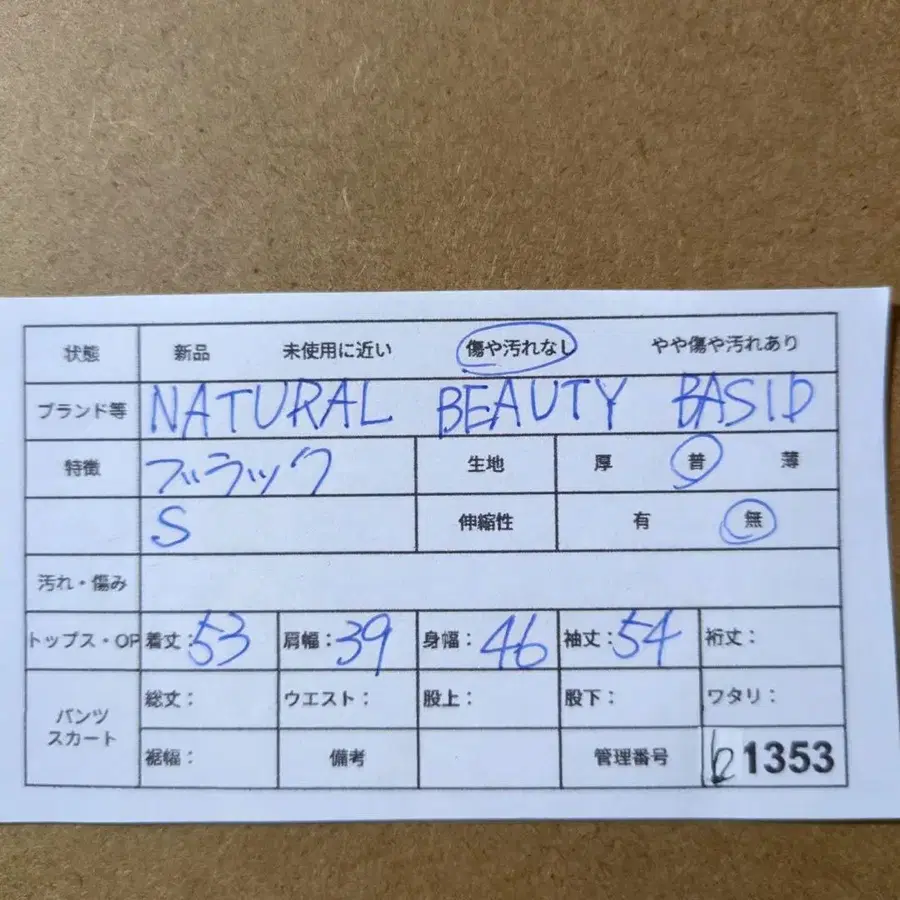 状態 新品 未使用に近い 傷や汚れなし やや傷や汚れあり
ブランド等 NATURAL BEAUTY BASIC
特徴 ブラック 生地 厚 普 薄
S 伸縮性 有 無
汚れ・傷み
トップス・OP 着丈：53 肩幅：39 身幅：46 袖丈：54 裄丈：
パンツ
スカート
総丈： ウエスト： 股上： 股下： ワタリ：
裾幅： 備考 管理番号 b1353